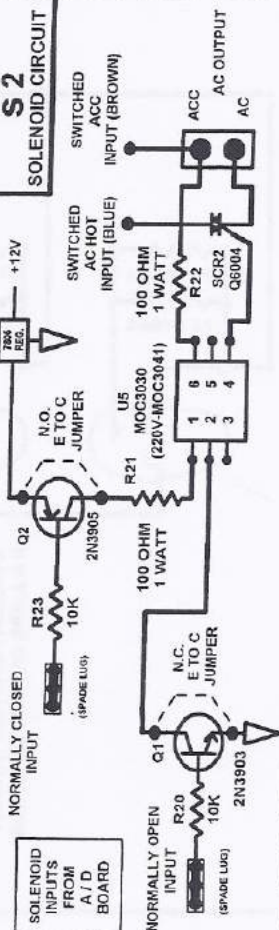 S 2
SOLENOID CIRCUIT
SOLENOID
INPUTS
FROM
A / D
BOARD
NORMALLY CLOSED
INPUT
(SPADE LUG)
R23
10K
Q2
2N3905
N.O.
E TO C
JUMPER
7806
REG.
+12V
R21
100 OHM
1 WATT
NORMALLY OPEN
INPUT
(SPADE LUG)
R20
10K
Q1
2N3903
N.C.
E TO C
JUMPER
U5
MOC3030
(220V-MOC3041)
1 6
2 5
3 4
100 OHM
1 WATT
R22
SCR2
Q6004
SWITCHED
AC HOT
INPUT (BLUE)
SWITCHED
ACC
INPUT (BROWN)
ACC
AC OUTPUT
AC